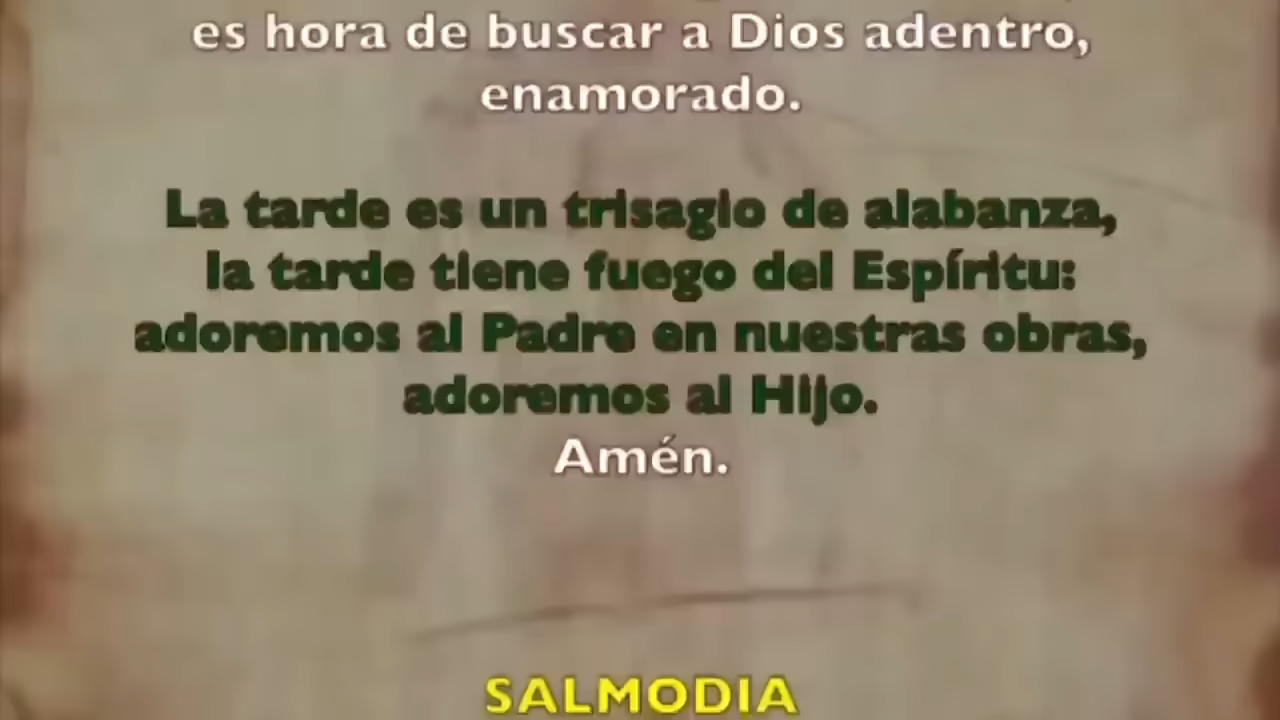 es hora de buscar a Dios adentro,
enamorado.
La tarde es un trisagio de alabanza,
la tarde tiene fuego del Espíritu:
adoremos al Padre en nuestras obras,
adoremos al Hijo.
Amén.
SALMODIA